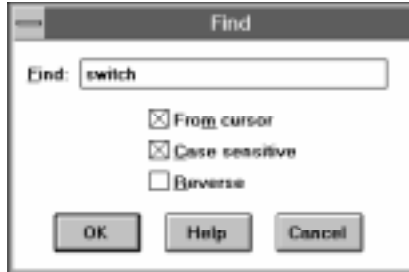 Find
Find: switch
From cursor
Case sensitive
Reverse
OK Help Cancel